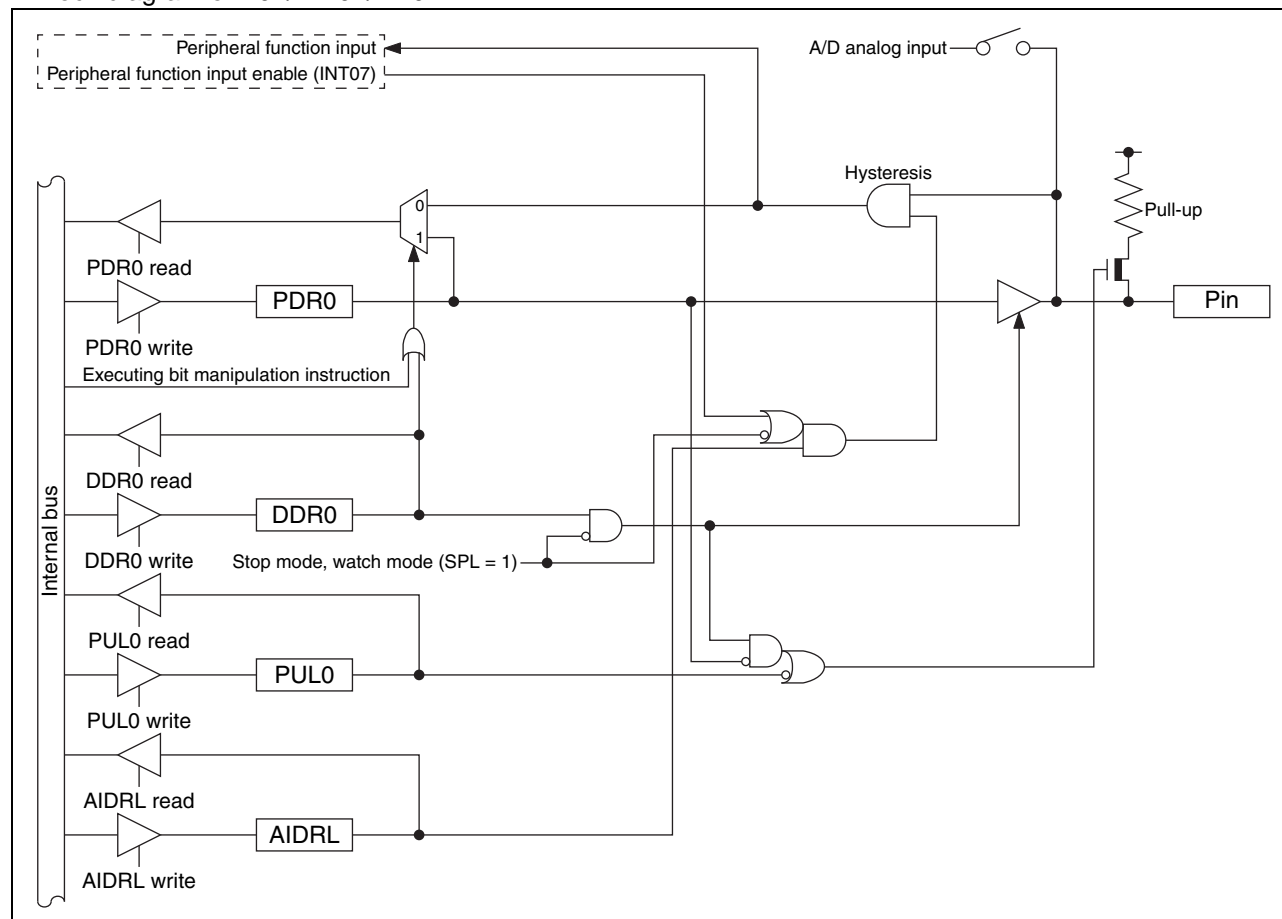 Peripheral function input
A/D analog input
Peripheral function input enable (INT07)
Hysteresis
0
Pull-up
1
PDR0 read
PDR0
Pin
PDR0 write
Executing bit manipulation instruction
DDR0 read
DDR0
Internal bus
DDR0 write
Stop mode, watch mode (SPL = 1)
PUL0 read
PUL0
PUL0 write
AIDRL read
AIDRL
AIDRL write